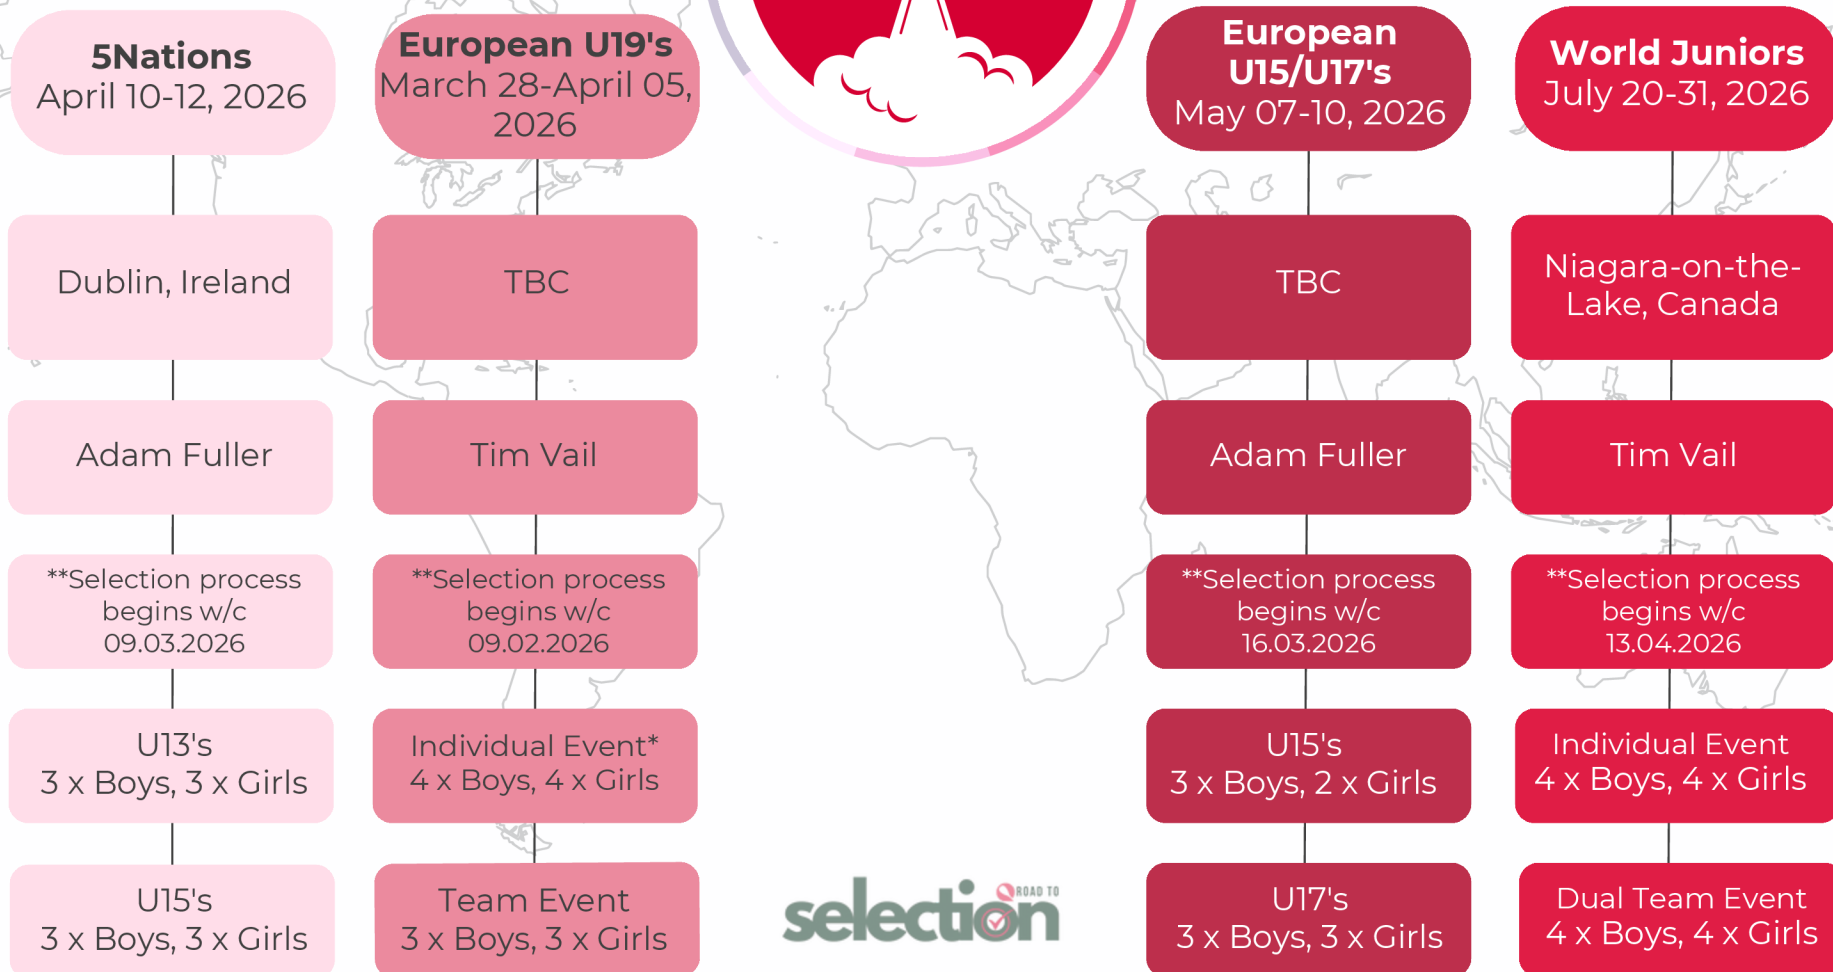 5Nations
April 10-12, 2026
Dublin, Ireland
Adam Fuller
**Selection process
begins w/c
09.03.2026
U13's
3 x Boys, 3 x Girls
U15's
3 x Boys, 3 x Girls
European U19's
March 28-April 05,
2026
TBC
Tim Vail
**Selection process
begins w/c
09.02.2026
Individual Event*
4 x Boys, 4 x Girls
Team Event
3 x Boys, 3 x Girls
ROAD TO
selection
European
U15/U17's
May 07-10, 2026
TBC
Adam Fuller
**Selection process
begins w/c
16.03.2026
U15's
3 x Boys, 2 x Girls
U17's
3 x Boys, 3 x Girls
World Juniors
July 20-31, 2026
Niagara-on-the-
Lake, Canada
Tim Vail
**Selection process
begins w/c
13.04.2026
Individual Event
4 x Boys, 4 x Girls
Dual Team Event
4 x Boys, 4 x Girls